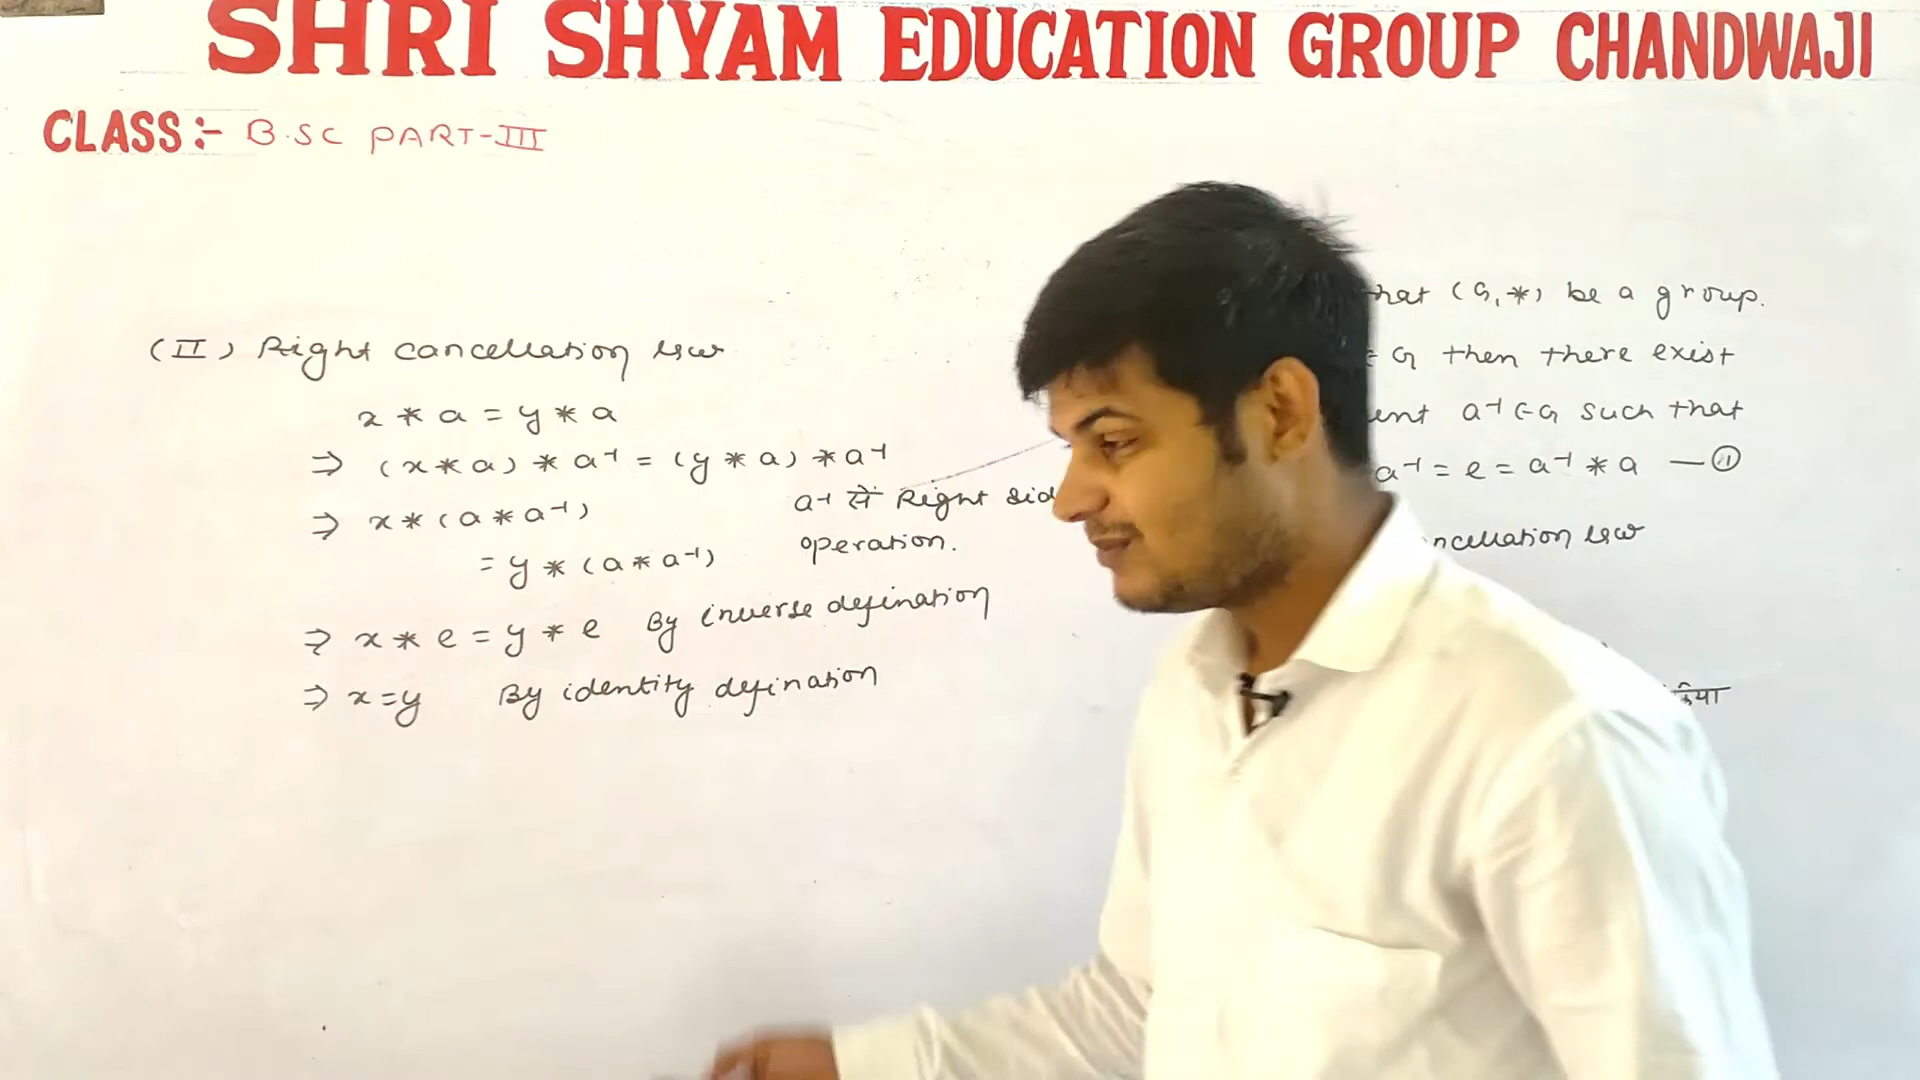 SHRI SHYAM EDUCATION GROUP CHANDWAJI
CLASS:- B.SC PART-III
(II) Right cancellation law
x * a = y * a
⇒ (x * a) * a⁻¹ = (y * a) * a⁻¹
a⁻¹ से Right sid
operation.
⇒ x * (a * a⁻¹)
= y * (a * a⁻¹)
⇒ x * e = y * e By inverse defination
⇒ x = y By identity defination
hat (G, *) be a group.
∈ G then there exist
ent a⁻¹ ∈ G such that
a⁻¹ = e = a⁻¹ * a — ①
ncellation law